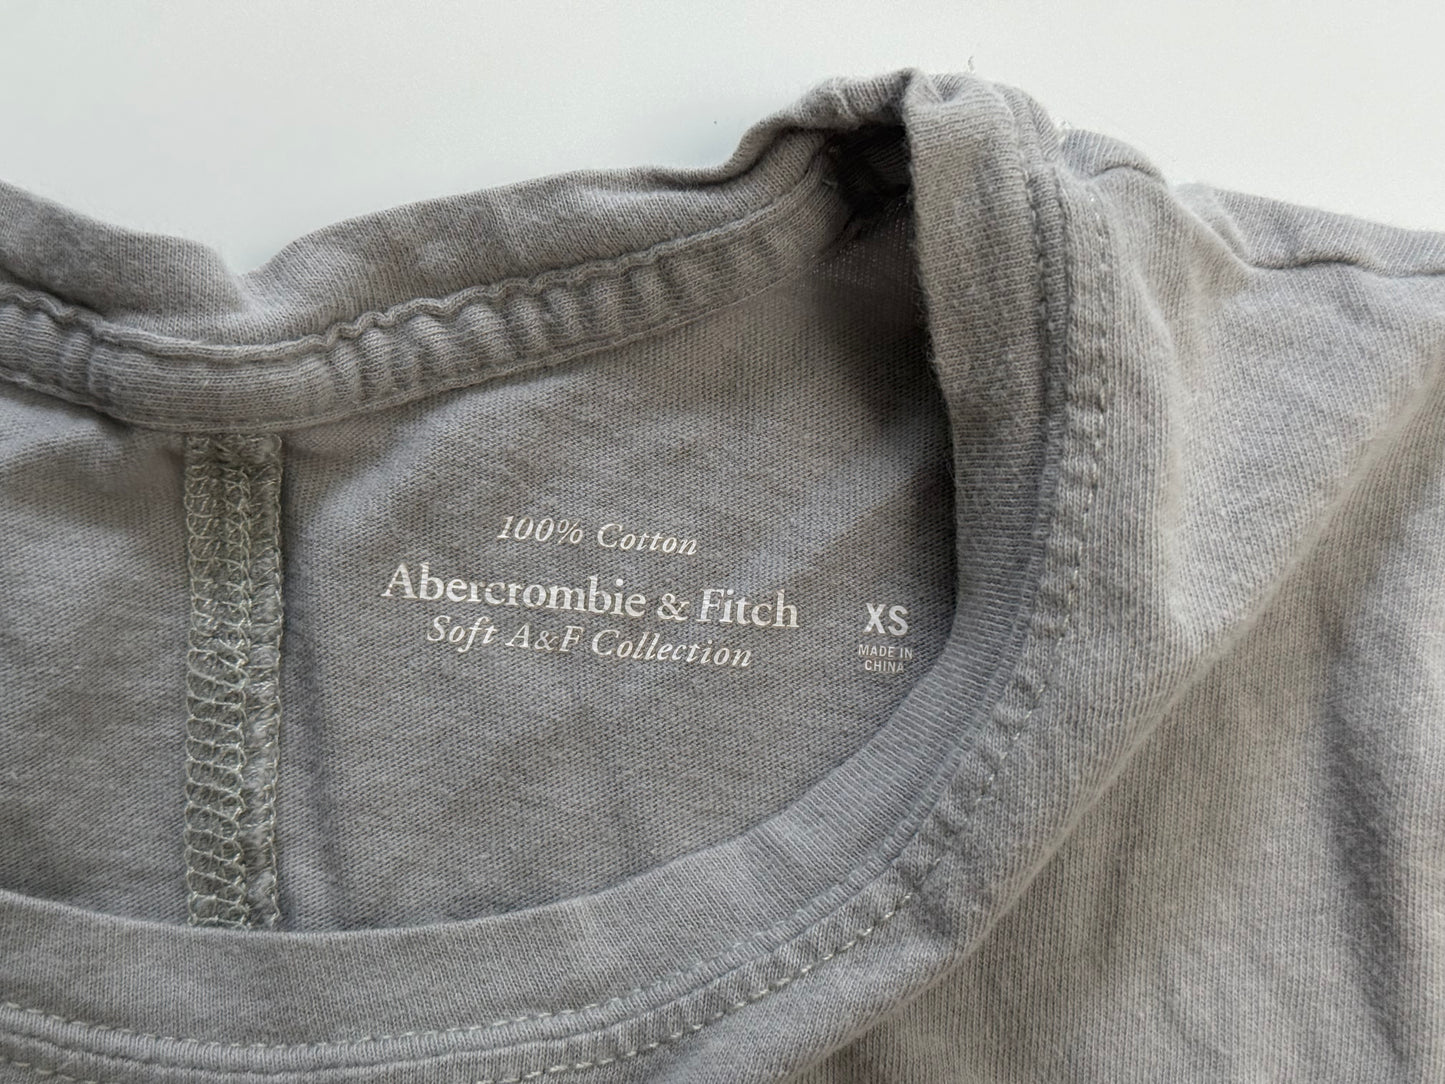 100% Cotton
Abercrombie & Fitch
Soft A&F Collection
XS
MADE IN
CHINA